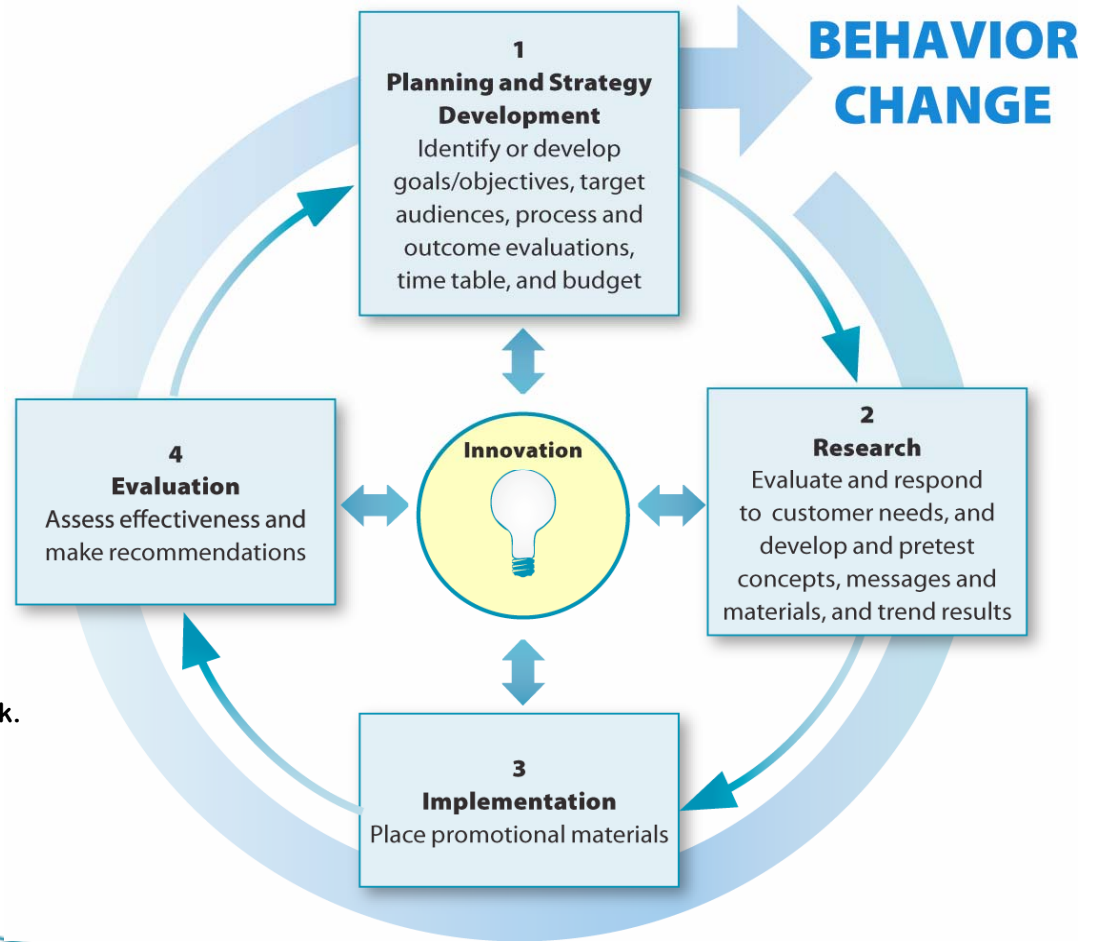 BEHAVIOR
CHANGE
1
Planning and Strategy
Development
Identify or develop
goals/objectives, target
audiences, process and
outcome evaluations,
time table, and budget
2
Research
Evaluate and respond
to customer needs, and
develop and pretest
concepts, messages and
materials, and trend results
Innovation
4
Evaluation
Assess effectiveness and
make recommendations
k.
3
Implementation
Place promotional materials